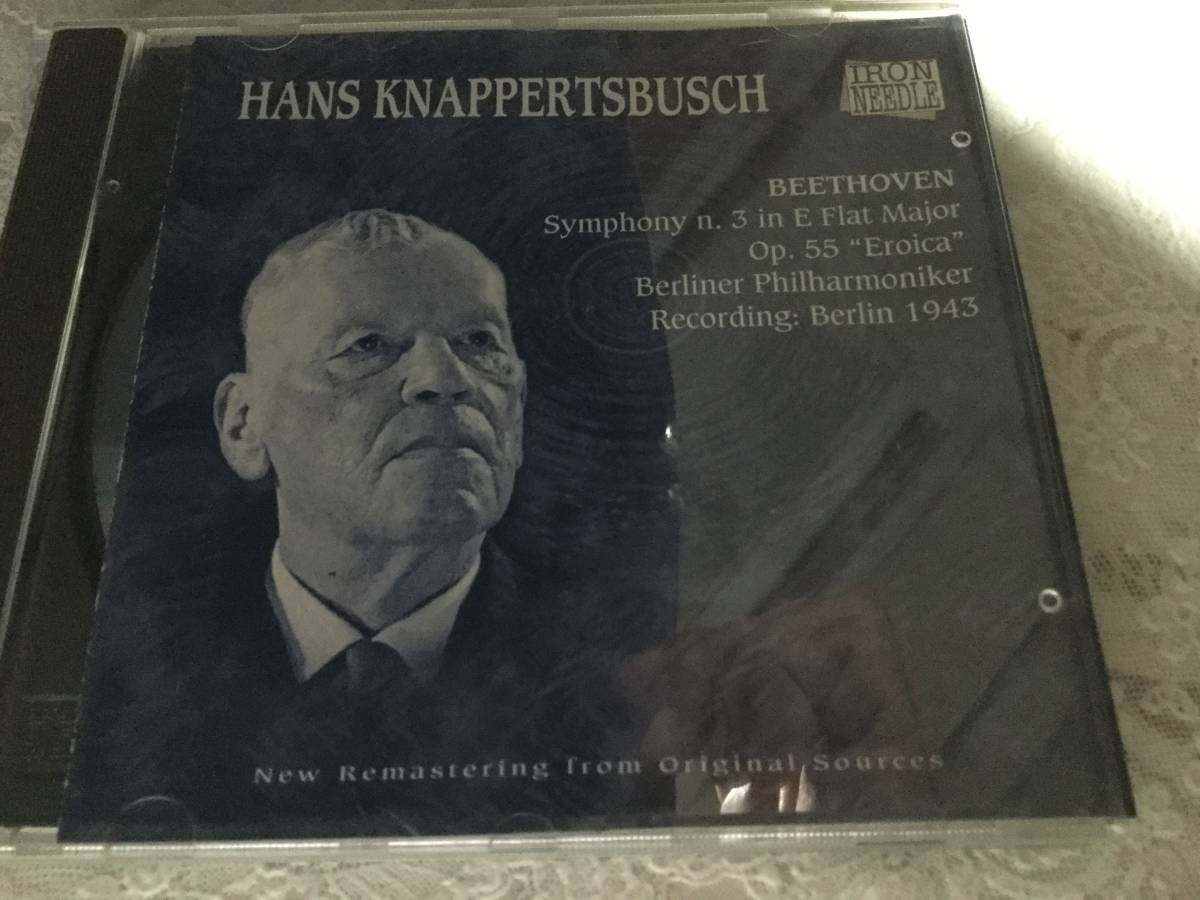 HANS KNAPPERTSBUSCH
IRON
NEEDLE
BEETHOVEN
Symphony n. 3 in E Flat Major
Op. 55 "Eroica"
Berliner Philharmoniker
Recording: Berlin 1943
New Remastering from Original Sources